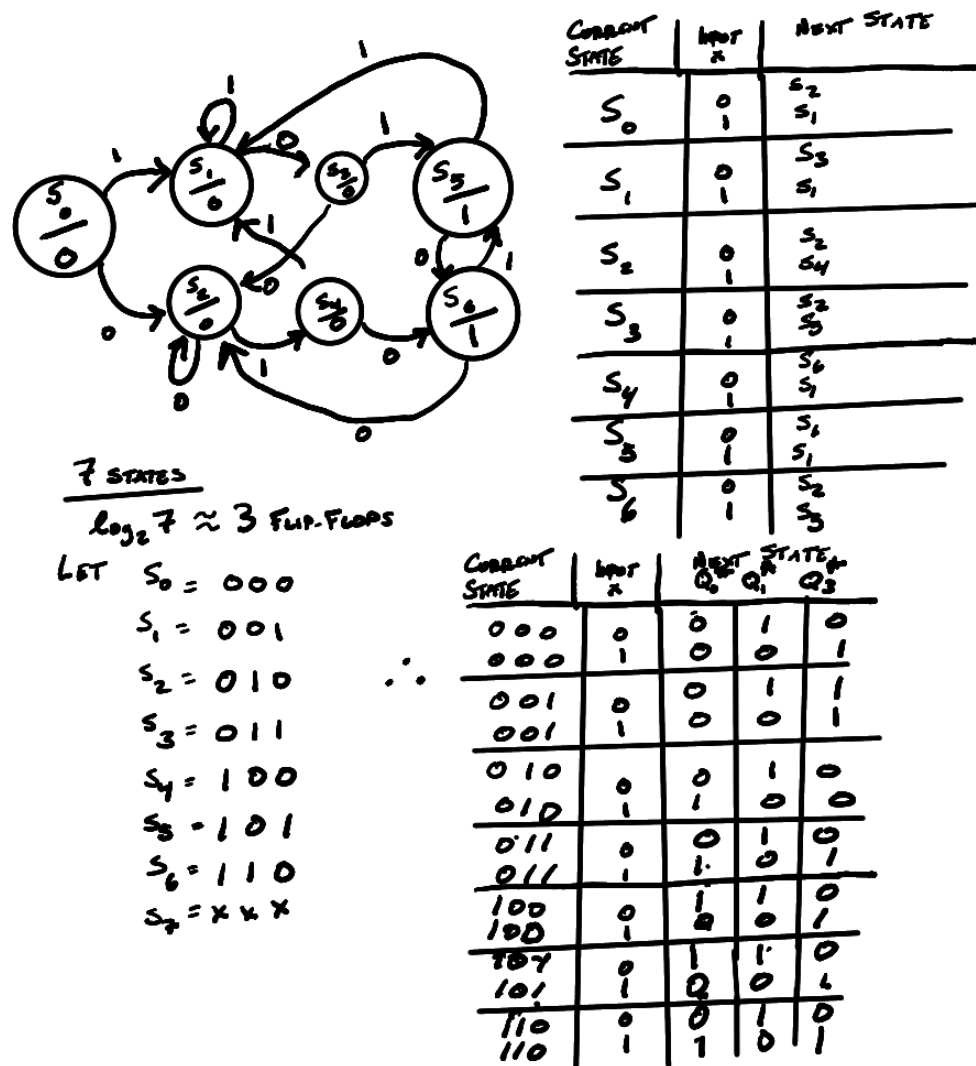 1
1
0
1
1
S0/0
S1/0
S3/0
S5/1
1
0
0
1
0
S2/0
S4/0
S6/1
0
1
0
0
CURRENT STATE | INPUT x | NEXT STATE
S0 | 0 | S2
1 | S1
S1 | 0 | S3
1 | S1
S2 | 0 | S2
1 | S4
S3 | 0 | S2
1 | S5
S4 | 0 | S6
1 | S1
S5 | 0 | S6
1 | S1
S6 | 0 | S2
1 | S5
7 STATES
log₂ 7 ≈ 3 FLIP-FLOPS
LET S0 = 000
S1 = 001
S2 = 010
S3 = 011
S4 = 100
S5 = 101
S6 = 110
S7 = x x x
∴
CURRENT STATE | INPUT x | NEXT STATE
Q0* Q1* Q3*
000 | 0 | 0 | 1 | 0
000 | 1 | 0 | 0 | 1
001 | 0 | 0 | 1 | 1
001 | 1 | 0 | 0 | 1
010 | 0 | 0 | 1 | 0
010 | 1 | 1 | 0 | 0
011 | 0 | 0 | 1 | 0
011 | 1 | 1 | 0 | 1
100 | 0 | 1 | 1 | 0
100 | 1 | 0 | 0 | 1
101 | 0 | 1 | 1 | 0
101 | 1 | 0 | 0 | 1
110 | 0 | 0 | 1 | 0
110 | 1 | 1 | 0 | 1